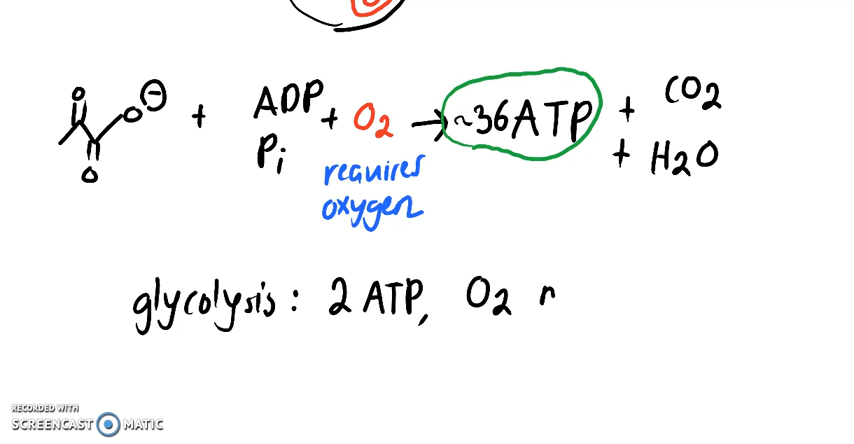 O O ⊖ + ADP + O2 → ~36ATP + CO2
O Pi + H2O
requires
oxygen
glycolysis: 2 ATP, O2 n
RECORDED WITH
SCREENCAST MATIC